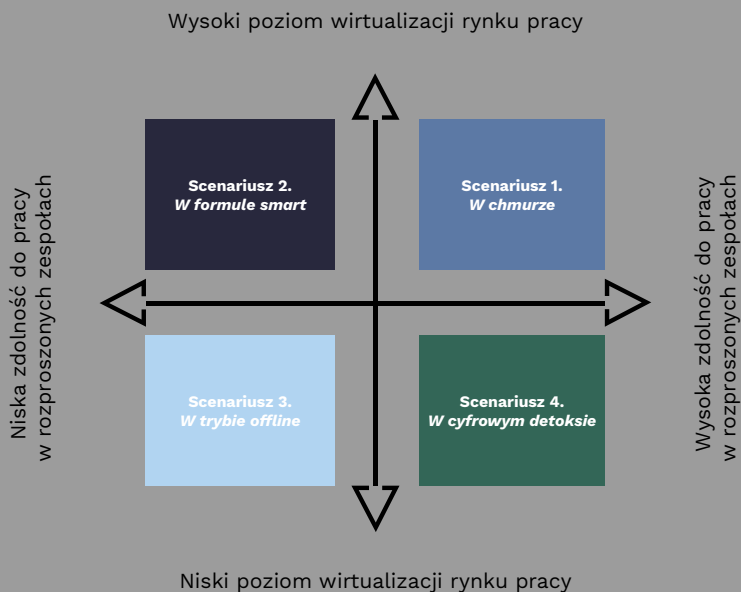 Wysoki poziom wirtualizacji rynku pracy
Niska zdolność do pracy
w rozproszonych zespołach
Scenariusz 2.
W formule smart
Scenariusz 1.
W chmurze
Scenariusz 3.
W trybie offline
Scenariusz 4.
W cyfrowym detoksie
Wysoka zdolność do pracy
w rozproszonych zespołach
Niski poziom wirtualizacji rynku pracy